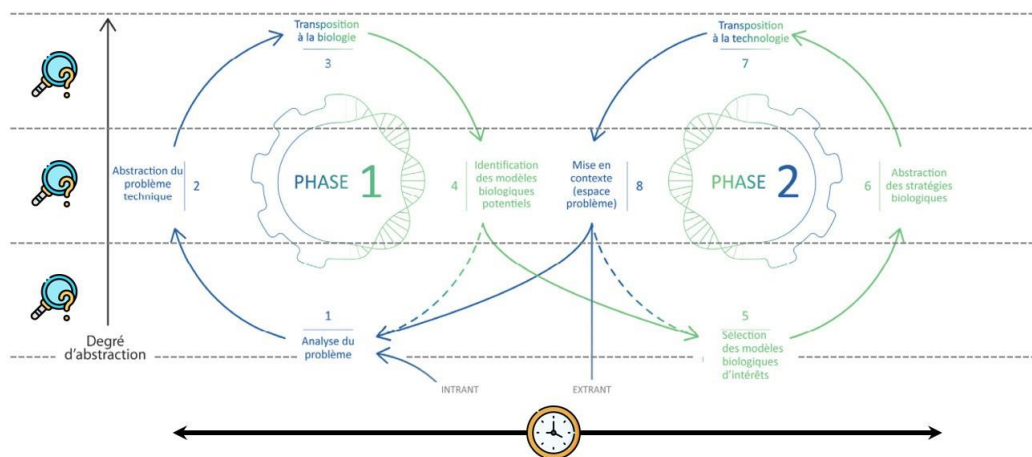 Transposition
à la biologie
3
Transposition
à la technologie
7
Abstraction du
problème
technique
2
PHASE 1
4
Identification
des modèles
biologiques
potentiels
Mise en
contexte
(espace
problème)
8
PHASE 2
6
Abstraction
des stratégies
biologiques
1
Analyse du
problème
5
Sélection
des modèles
biologiques
d'intérêts
Degré
d'abstraction
INTRANT
EXTRANT